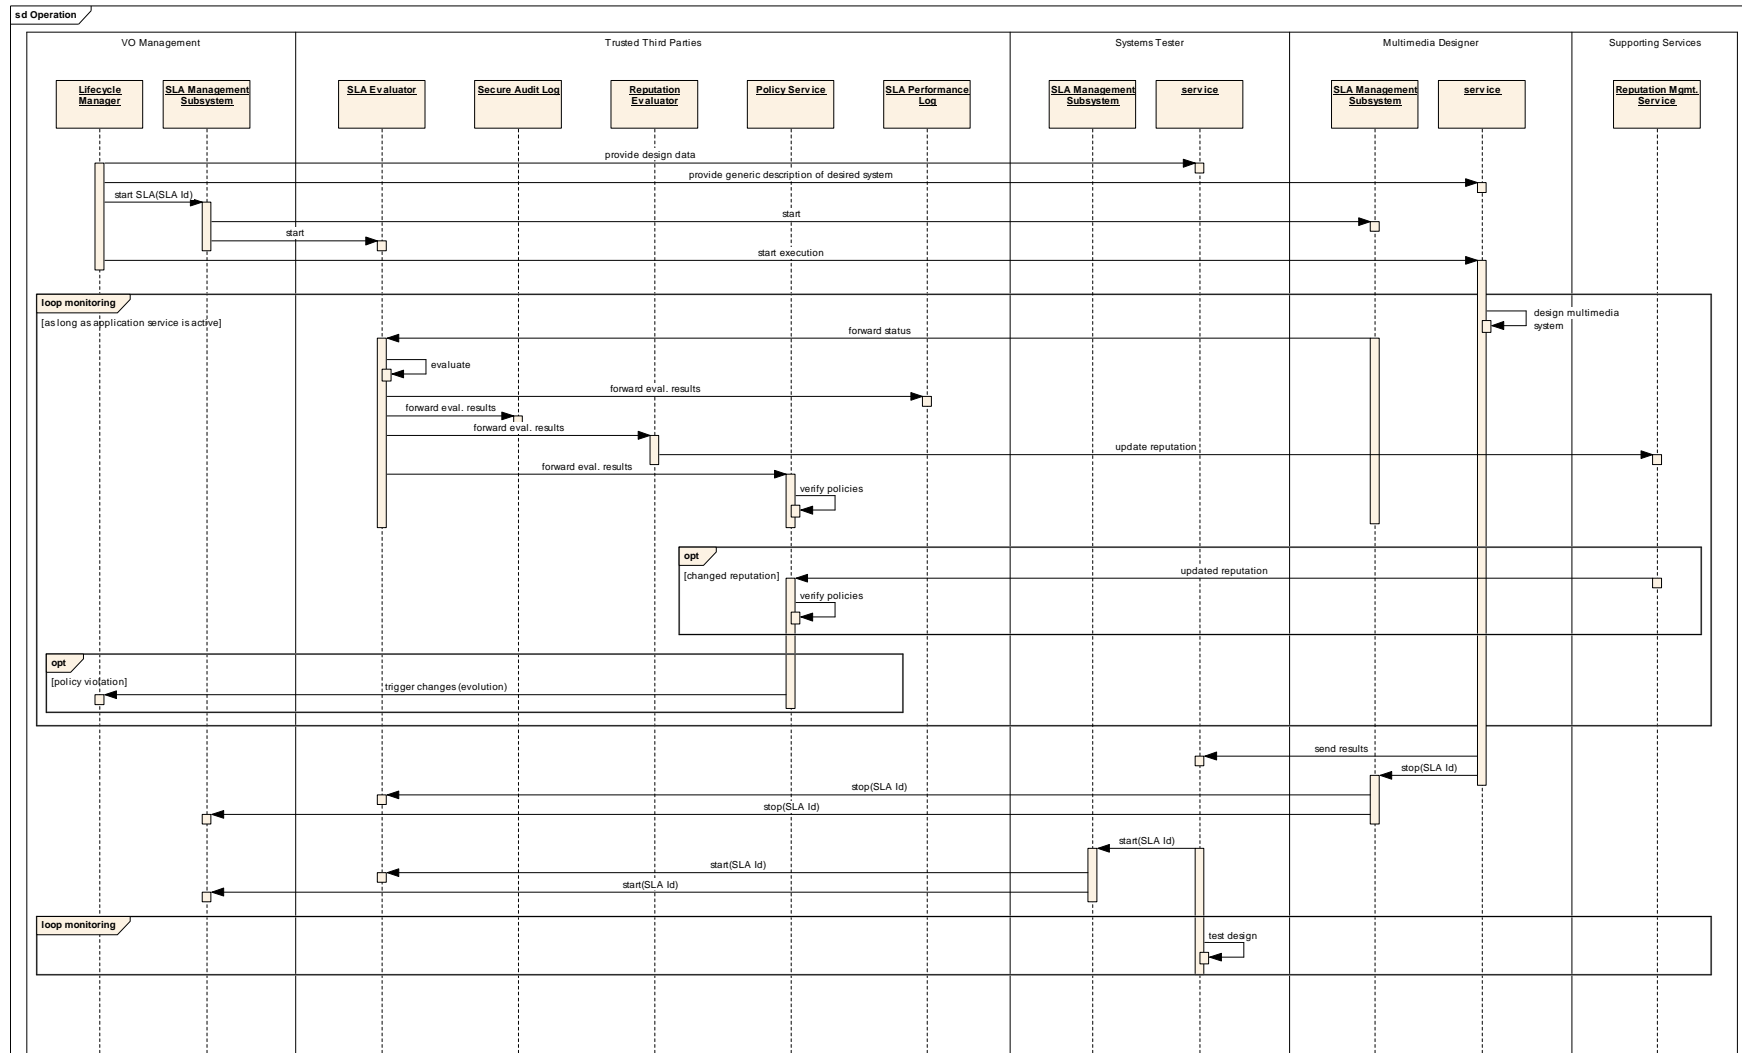 sd Operation
VO Management
Trusted Third Parties
Systems Tester
Multimedia Designer
Supporting Services
Lifecycle
Manager
SLA Management
Subsystem
SLA Evaluator
Secure Audit Log
Reputation
Evaluator
Policy Service
SLA Performance
Log
SLA Management
Subsystem
service
SLA Management
Subsystem
service
Reputation Mgmt.
Service
provide design data
provide generic description of desired system
start SLA(SLA Id)
start
start
start execution
loop monitoring
[as long as application service is active]
design multimedia
system
forward status
evaluate
forward eval. results
forward eval. results
forward eval. results
update reputation
forward eval. results
verify policies
opt
[changed reputation]
updated reputation
verify policies
opt
[policy violation]
trigger changes (evolution)
send results
stop(SLA Id)
stop(SLA Id)
stop(SLA Id)
start(SLA Id)
start(SLA Id)
start(SLA Id)
loop monitoring
test design